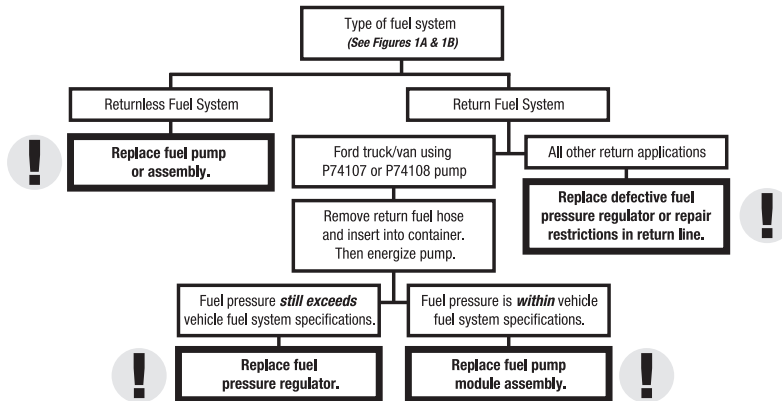 Type of fuel system
(See Figures 1A & 1B)
Returnless Fuel System
Return Fuel System
!
Replace fuel pump
or assembly.
Ford truck/van using
P74107 or P74108 pump
All other return applications
Replace defective fuel
pressure regulator or repair
restrictions in return line.
!
Remove return fuel hose
and insert into container.
Then energize pump.
Fuel pressure still exceeds
vehicle fuel system specifications.
Fuel pressure is within vehicle
fuel system specifications.
!
Replace fuel
pressure regulator.
Replace fuel pump
module assembly.
!